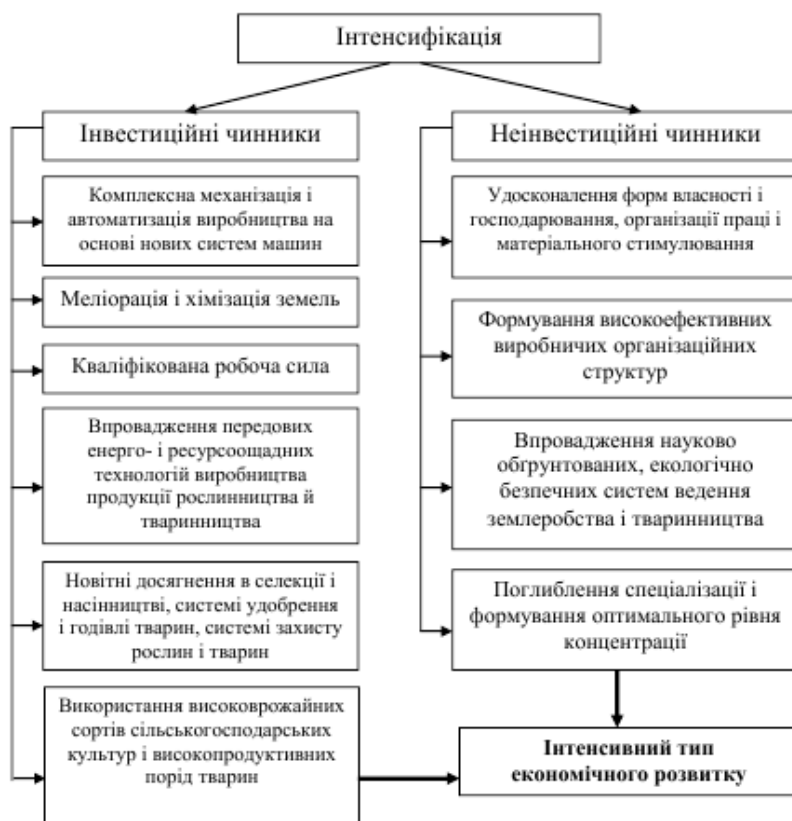 Інтенсифікація
Інвестиційні чинники
Комплексна механізація і
автоматизація виробництва на
основі нових систем машин
Меліорація і хімізація земель
Кваліфікована робоча сила
Впровадження передових
енерго- і ресурсоощадних
технологій виробництва
продукції рослинництва й
тваринництва
Новітні досягнення в селекції і
насінництві, системі удобрення
і годівлі тварин, системі захисту
рослин і тварин
Використання високоврожайних
сортів сільськогосподарських
культур і високопродуктивних
порід тварин
Неінвестиційні чинники
Удосконалення форм власності і
господарювання, організації праці і
матеріального стимулювання
Формування високоефективних
виробничих організаційних
структур
Впровадження науково
обґрунтованих, екологічно
безпечних систем ведення
землеробства і тваринництва
Поглиблення спеціалізації і
формування оптимального рівня
концентрації
Інтенсивний тип
економічного розвитку